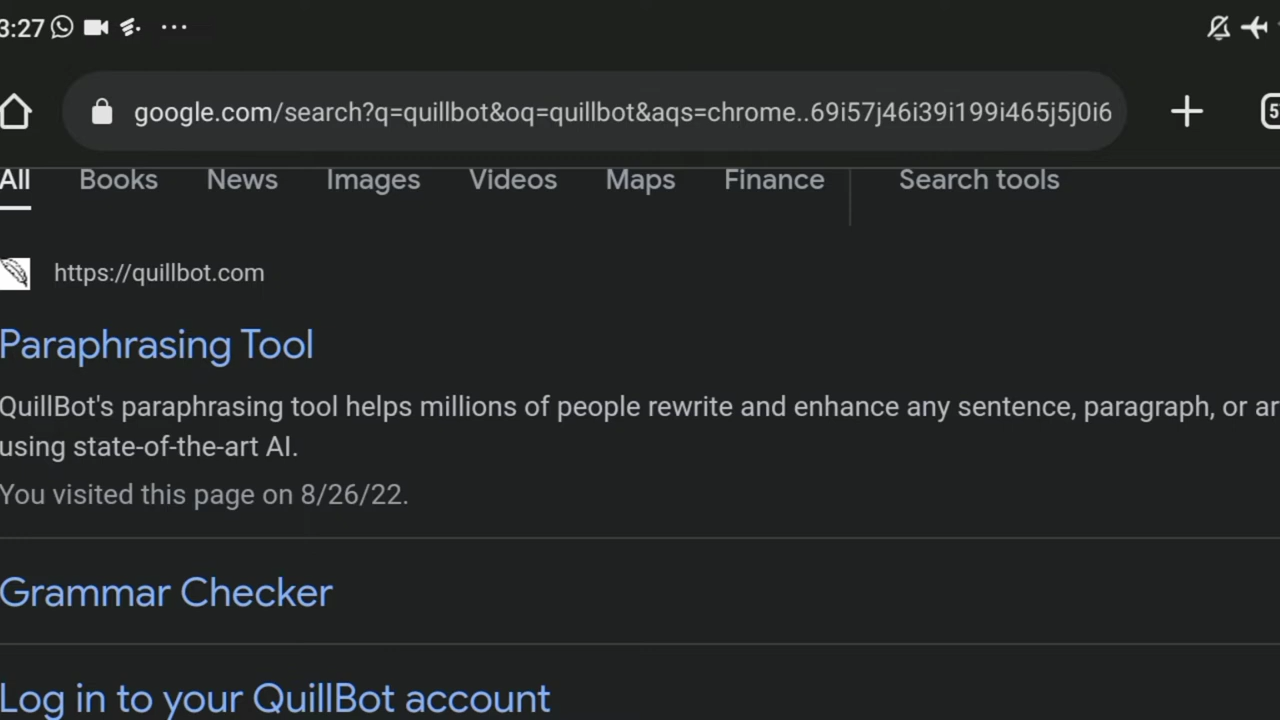 3:27
google.com/search?q=quillbot&oq=quillbot&aqs=chrome..69i57j46i39i199i465j5j0i6
All Books News Images Videos Maps Finance Search tools
https://quillbot.com
Paraphrasing Tool
QuillBot's paraphrasing tool helps millions of people rewrite and enhance any sentence, paragraph, or
using state-of-the-art AI.
You visited this page on 8/26/22.
Grammar Checker
Log in to your QuillBot account